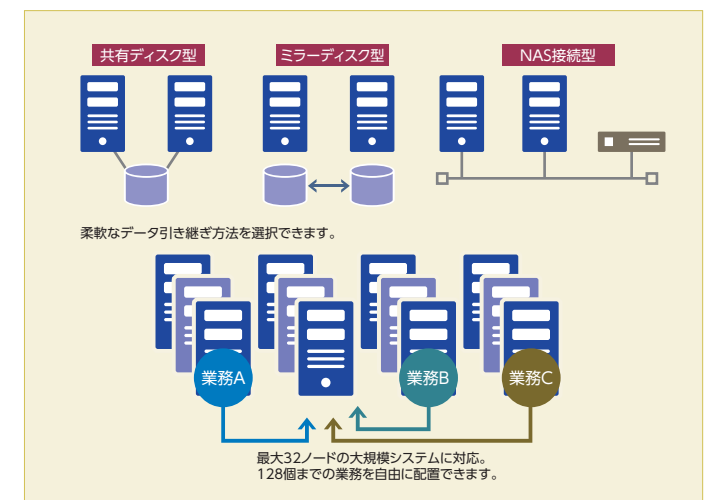 共有ディスク型
ミラーディスク型
NAS接続型
柔軟なデータ引き継ぎ方法を選択できます。
業務A
業務B
業務C
最大32ノードの大規模システムに対応。
128個までの業務を自由に配置できます。